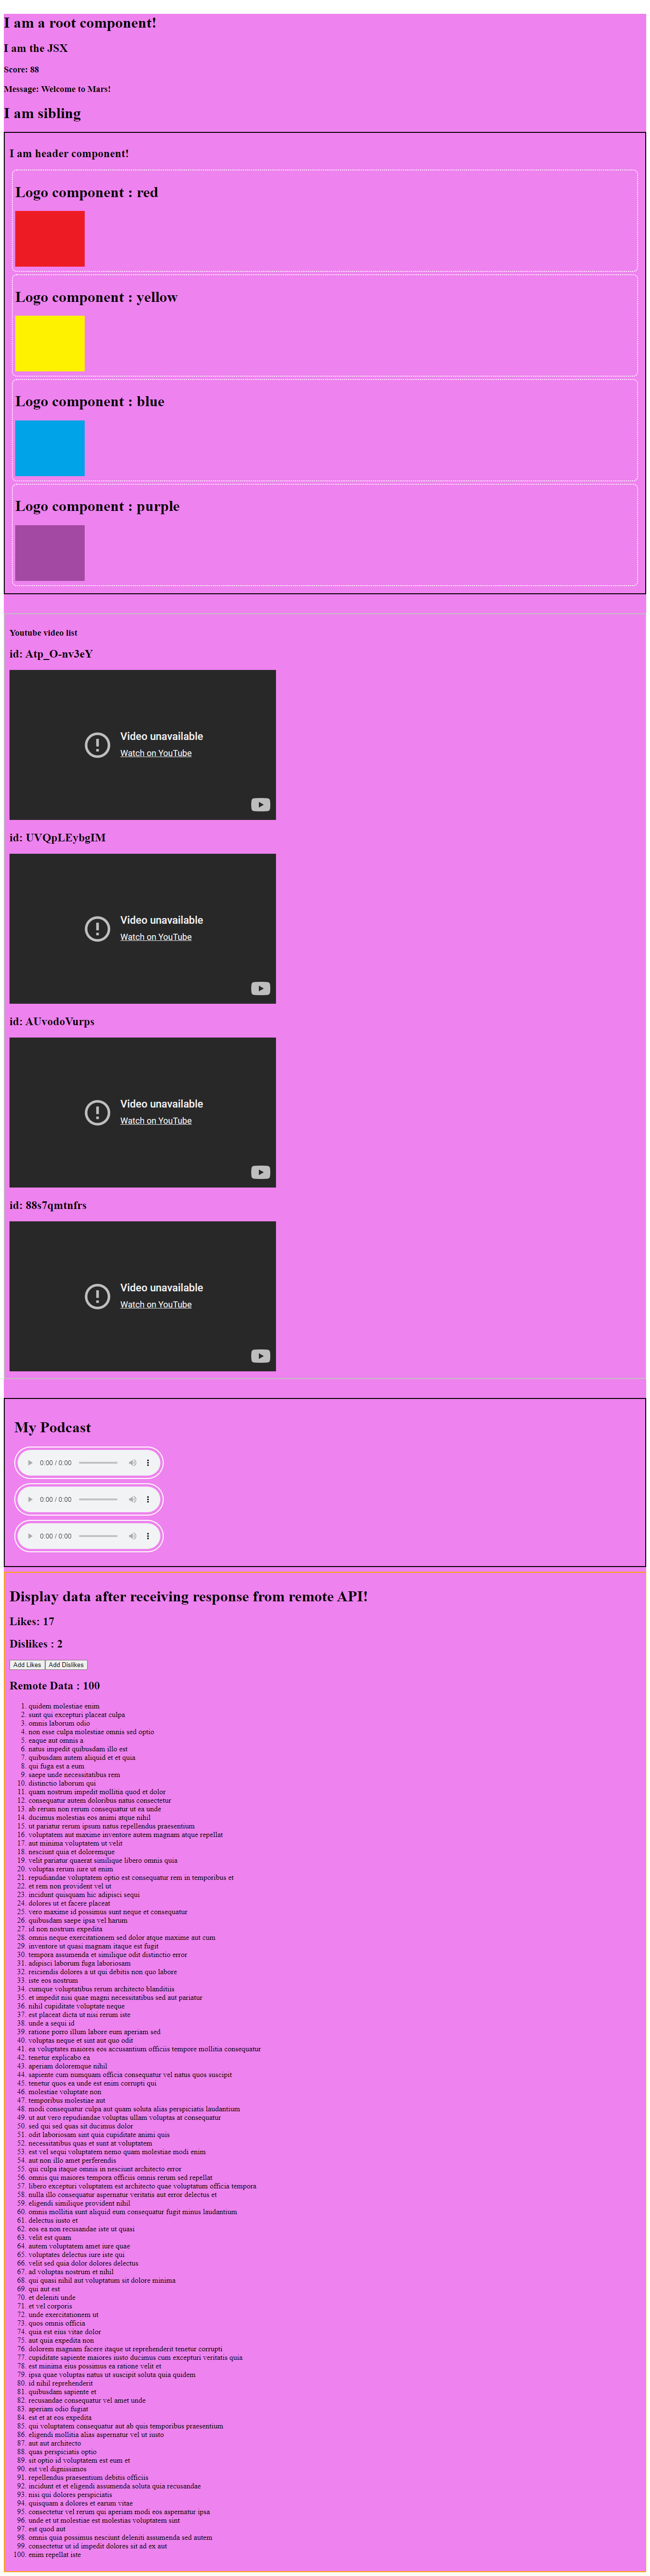 I am a root component!
I am the JSX
Score: 88
Message: Welcome to Mars!
I am sibling
I am header component!
Logo component : red
Logo component : yellow
Logo component : blue
Logo component : purple
Youtube video list
id: Atp_O-nv3eY
Video unavailable
Watch on YouTube
id: UVQpLEybgIM
Video unavailable
Watch on YouTube
id: AUvodoVurps
Video unavailable
Watch on YouTube
id: 88s7qmtnfrs
Video unavailable
Watch on YouTube
My Podcast
0:00 / 0:00
0:00 / 0:00
0:00 / 0:00
Display data after receiving response from remote API!
Likes: 17
Dislikes : 2
Add Likes Add Dislikes
Remote Data : 100
1. quidem molestiae enim
2. sunt qui excepturi placeat culpa
3. omnis laborum odio
4. non esse culpa molestiae omnis sed optio
5. eaque aut omnis a
6. natus impedit quibusdam illo est
7. quibusdam autem aliquid et et quia
8. qui fuga est a eum
9. saepe unde necessitatibus rem
10. distinctio laborum qui
11. quam nostrum impedit mollitia quod et dolor
12. consequatur autem doloribus natus consectetur
13. ab rerum non rerum consequatur ut ea unde
14. ducimus molestias eos animi atque nihil
15. ut pariatur rerum ipsum natus repellendus praesentium
16. voluptatem aut maxime inventore autem magnam atque repellat
17. aut minima voluptatem ut velit
18. nesciunt quia et doloremque
19. velit pariatur quaerat similique libero omnis quia
20. voluptas rerum iure ut enim
21. repudiandae voluptatem optio est consequatur rem in temporibus et
22. et rem non provident vel ut
23. incidunt quisquam hic adipisci sequi
24. dolores ut et facere placeat
25. vero maxime id possimus sunt neque et consequatur
26. quibusdam saepe ipsa vel harum
27. id non nostrum expedita
28. omnis neque exercitationem sed dolor atque maxime aut cum
29. inventore ut quasi magnam itaque est fugit
30. tempora assumenda et similique odit distinctio error
31. adipisci laborum fuga laboriosam
32. reiciendis dolores a ut qui debitis non quo labore
33. iste eos nostrum
34. cumque voluptatibus rerum architecto blanditiis
35. et impedit nisi quae magni necessitatibus sed aut pariatur
36. nihil cupiditate voluptate neque
37. est placeat dicta ut nisi rerum iste
38. unde a sequi id
39. ratione porro illum labore eum aperiam sed
40. voluptas neque et sint aut quo odit
41. ea voluptates maiores eos accusantium officiis tempore mollitia consequatur
42. tenetur explicabo ea
43. aperiam doloremque nihil
44. sapiente cum numquam officia consequatur vel natus quos suscipit
45. tenetur quos ea unde est enim corrupti qui
46. molestiae voluptate non
47. temporibus molestiae aut
48. modi consequatur culpa aut quam soluta alias perspiciatis laudantium
49. ut aut vero repudiandae voluptas ullam voluptas at consequatur
50. sed qui sed quas sit ducimus dolor
51. odit laboriosam sint quia cupiditate animi quis
52. necessitatibus quas et sunt at voluptatem
53. est vel sequi voluptatem nemo quam molestiae modi enim
54. aut non illo amet perferendis
55. qui culpa itaque omnis in nesciunt architecto error
56. omnis qui maiores tempora officiis omnis rerum sed repellat
57. libero excepturi voluptatem est architecto quae voluptatum officia tempora
58. nulla illo consequatur aspernatur veritatis aut error delectus et
59. eligendi similique provident nihil
60. omnis mollitia sunt aliquid eum consequatur fugit minus laudantium
61. delectus iusto et
62. eos ea non recusandae iste ut quasi
63. velit est quam
64. autem voluptatem amet iure quae
65. voluptates delectus iure iste qui
66. velit sed quia dolor dolores delectus
67. ad voluptas nostrum et nihil
68. qui quasi nihil aut voluptatum sit dolore minima
69. qui aut est
70. et deleniti unde
71. et vel corporis
72. unde exercitationem ut
73. quos omnis officia
74. quia est eius vitae dolor
75. aut quia expedita non
76. dolorem magnam facere itaque ut reprehenderit tenetur corrupti
77. cupiditate sapiente maiores iusto ducimus cum excepturi veritatis quia
78. est minima eius possimus ea ratione velit et
79. ipsa quae voluptas natus ut suscipit soluta quia quidem
80. id nihil reprehenderit
81. quibusdam sapiente et
82. recusandae consequatur vel amet unde
83. aperiam odio fugiat
84. est et at eos expedita
85. qui voluptatem consequatur aut ab quis temporibus praesentium
86. eligendi mollitia alias aspernatur vel ut iusto
87. aut aut architecto
88. quas perspiciatis optio
89. sit optio id voluptatem est eum et
90. est vel dignissimos
91. repellendus praesentium debitis officiis
92. incidunt et et eligendi assumenda soluta quia recusandae
93. nisi qui dolores perspiciatis
94. quisquam a dolores et earum vitae
95. consectetur vel rerum qui aperiam modi eos aspernatur ipsa
96. unde et ut molestiae est molestias voluptatem sint
97. est quod aut
98. omnis quia possimus nesciunt deleniti assumenda sed autem
99. consectetur ut id impedit dolores sit ad ex aut
100. enim repellat iste